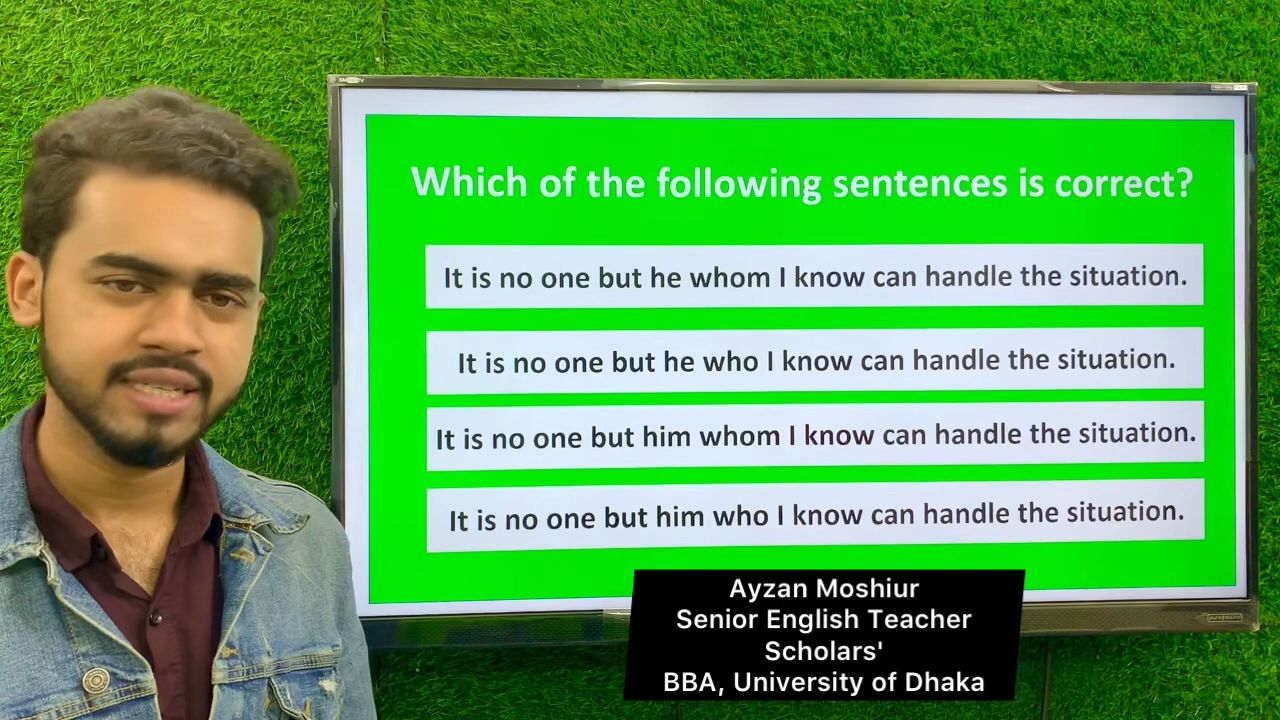 Which of the following sentences is correct?
It is no one but he whom I know can handle the situation.
It is no one but he who I know can handle the situation.
It is no one but him whom I know can handle the situation.
It is no one but him who I know can handle the situation.
Ayzan Moshiur
Senior English Teacher
Scholars'
BBA, University of Dhaka